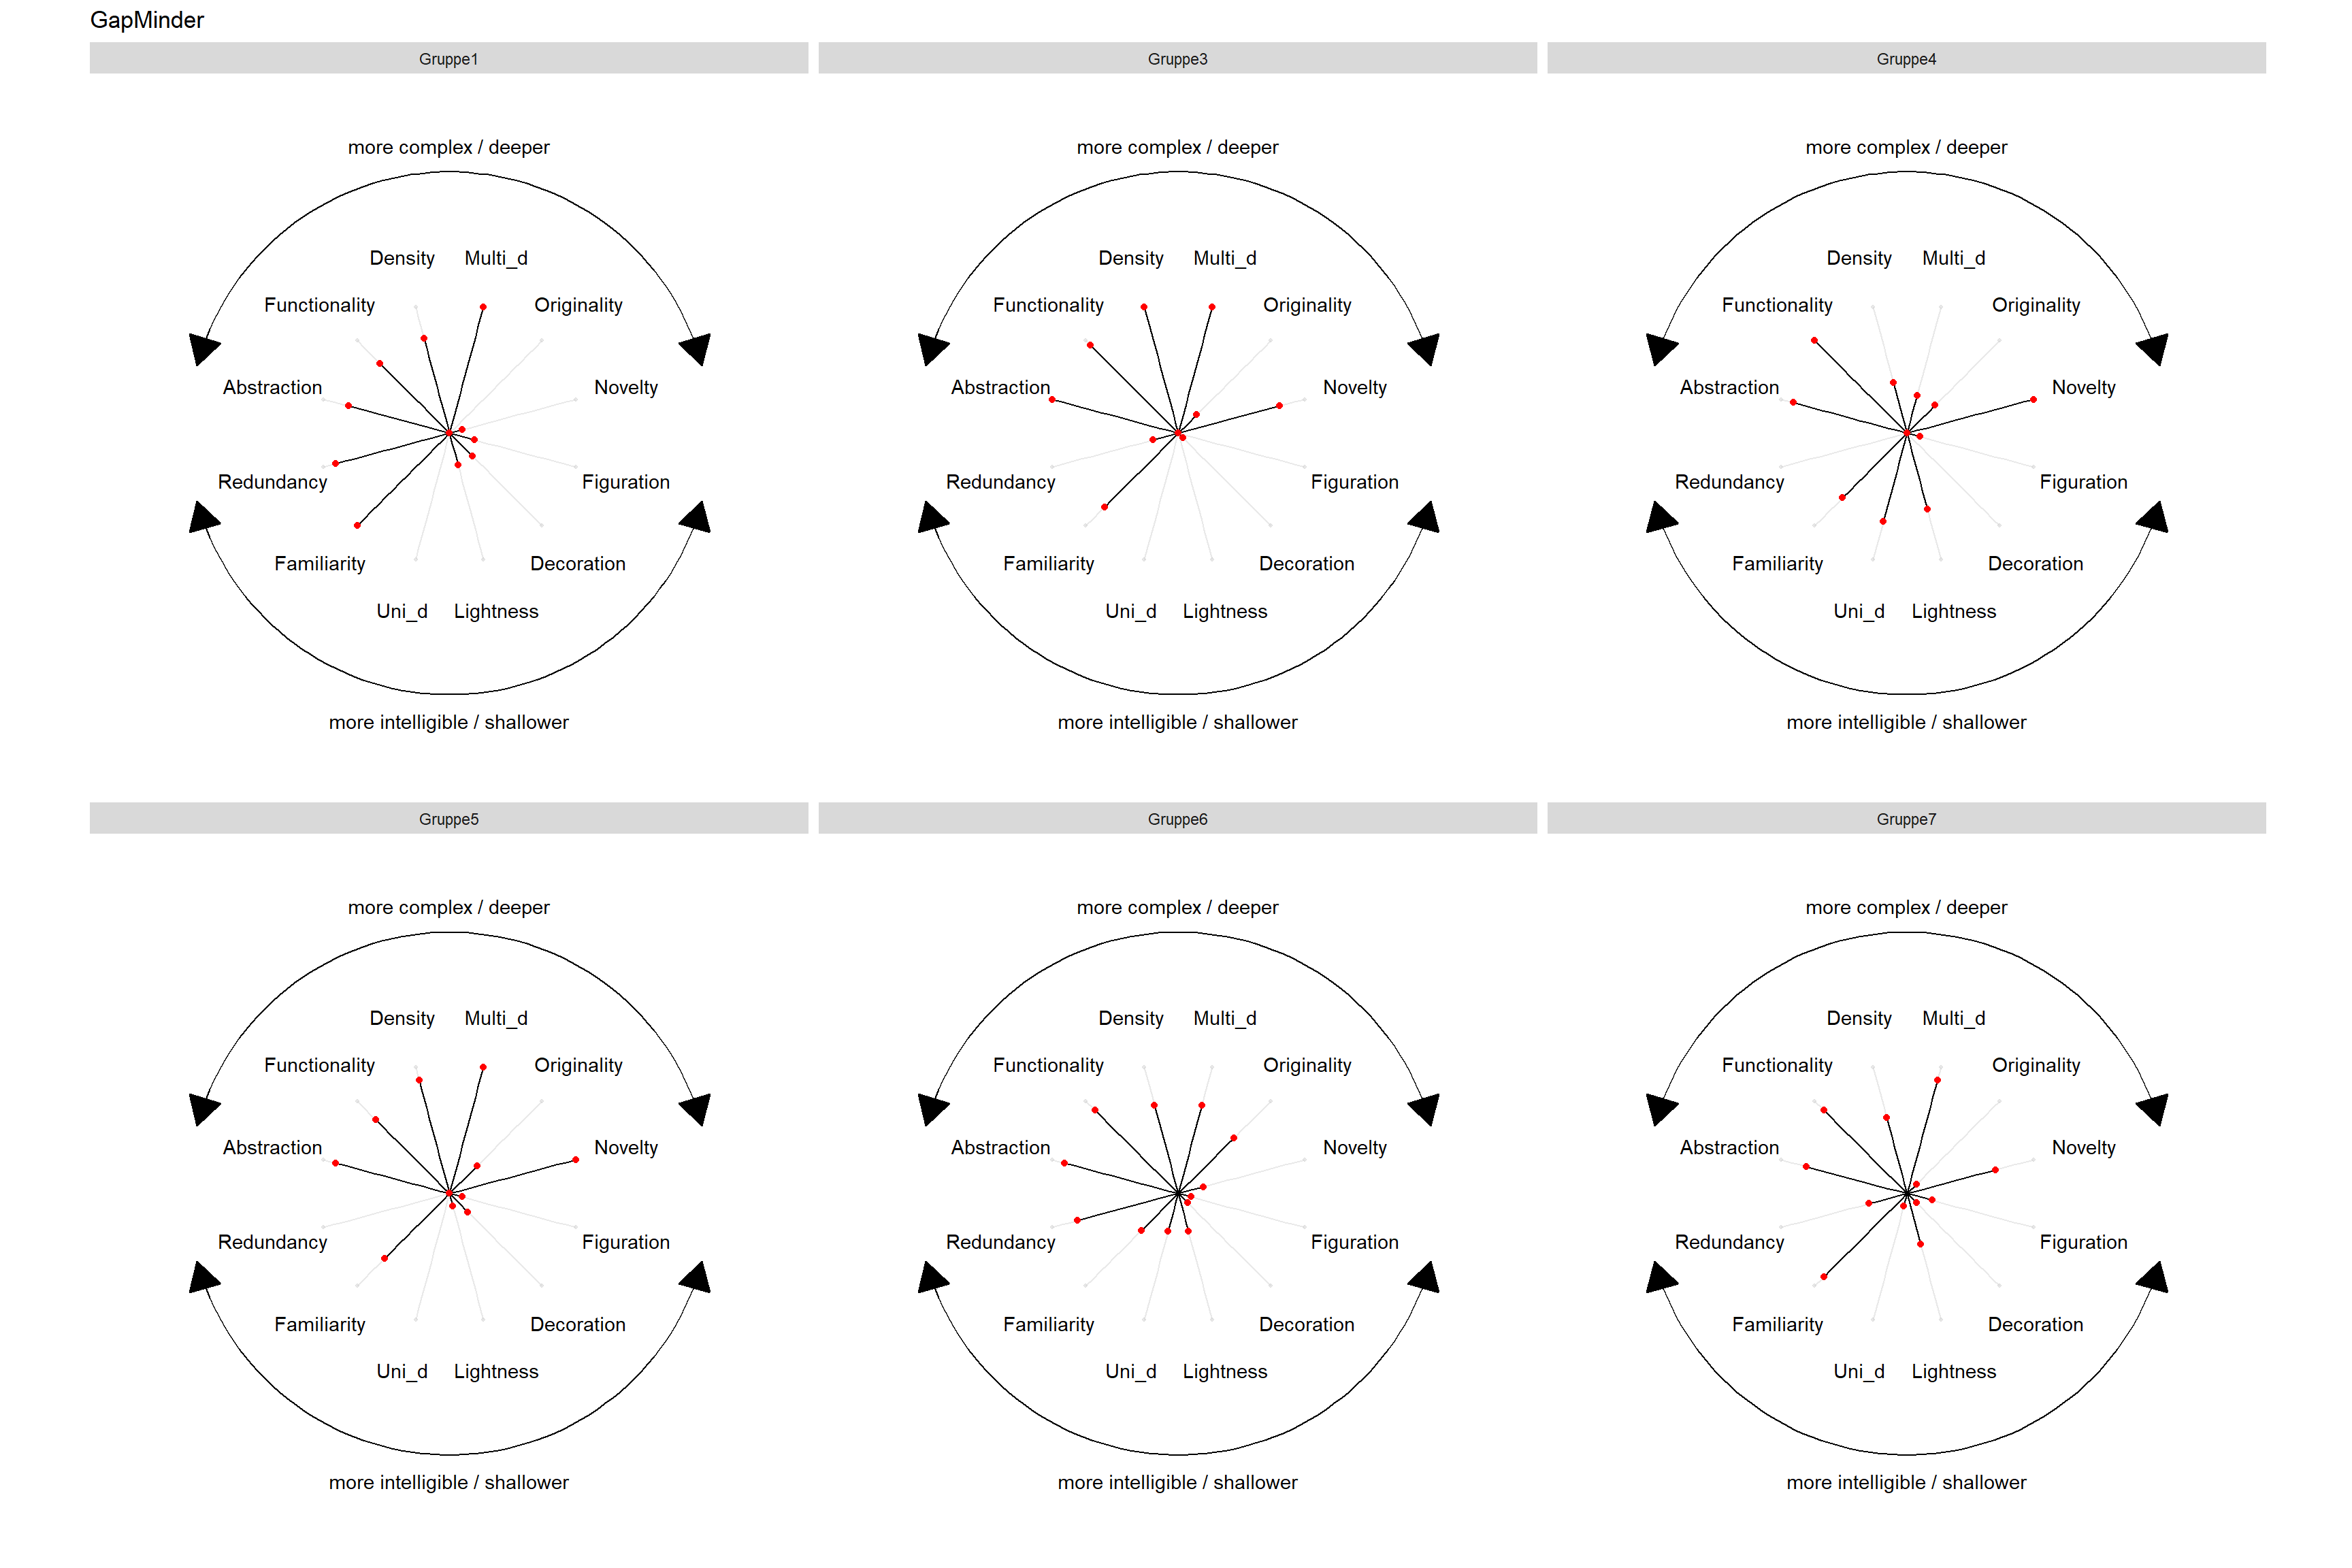 GapMinder
Gruppe1
more complex / deeper
Density Multi_d
Functionality Originality
Abstraction Novelty
Redundancy Figuration
Familiarity Decoration
Uni_d Lightness
more intelligible / shallower
Gruppe3
more complex / deeper
Density Multi_d
Functionality Originality
Abstraction Novelty
Redundancy Figuration
Familiarity Decoration
Uni_d Lightness
more intelligible / shallower
Gruppe4
more complex / deeper
Density Multi_d
Functionality Originality
Abstraction Novelty
Redundancy Figuration
Familiarity Decoration
Uni_d Lightness
more intelligible / shallower
Gruppe5
more complex / deeper
Density Multi_d
Functionality Originality
Abstraction Novelty
Redundancy Figuration
Familiarity Decoration
Uni_d Lightness
more intelligible / shallower
Gruppe6
more complex / deeper
Density Multi_d
Functionality Originality
Abstraction Novelty
Redundancy Figuration
Familiarity Decoration
Uni_d Lightness
more intelligible / shallower
Gruppe7
more complex / deeper
Density Multi_d
Functionality Originality
Abstraction Novelty
Redundancy Figuration
Familiarity Decoration
Uni_d Lightness
more intelligible / shallower